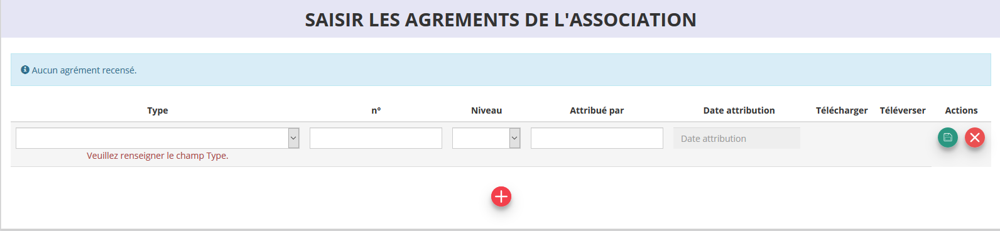 SAISIR LES AGREMENTS DE L'ASSOCIATION
Aucun agrément recensé.
Type n° Niveau Attribué par Date attribution Télécharger Téléverser Actions
Date attribution
Veuillez renseigner le champ Type.